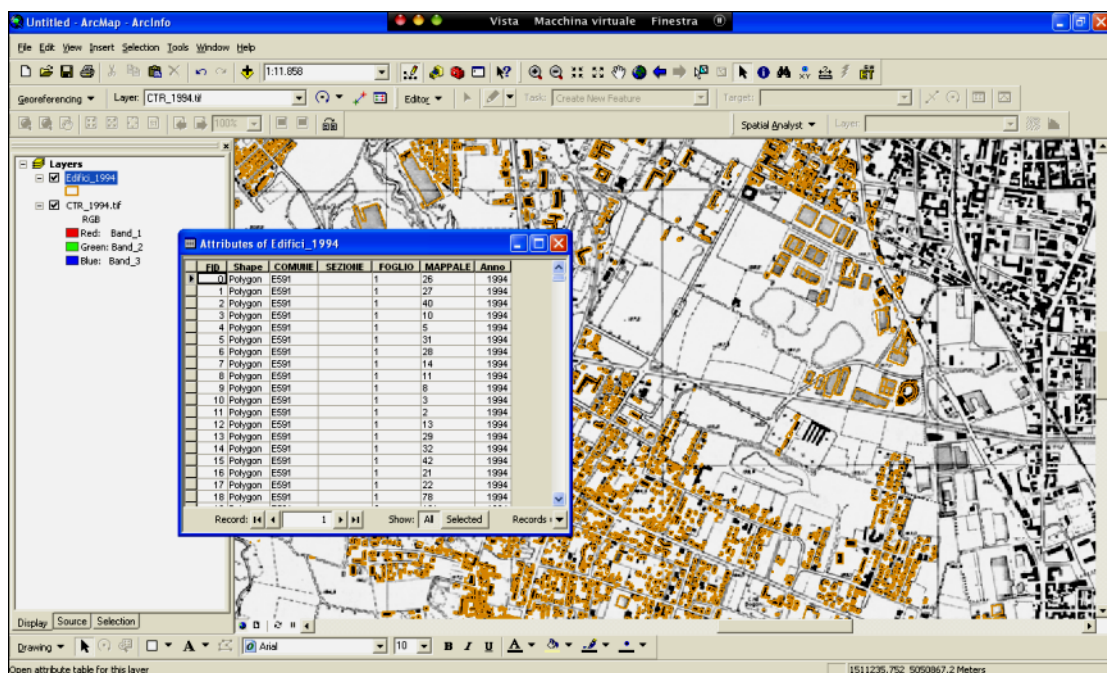 Untitled - ArcMap - ArcInfo
Vista Macchina virtuale Finestra
File Edit View Insert Selection Tools Window Help
1:11.858
Georeferencing Layer: CTR_1994.tif Editor Task: Create New Feature Target:
100% Spatial Analyst Layer:
Layers
Edifici_1994
CTR_1994.tif
RGB
Red: Band_1
Green: Band_2
Blue: Band_3
Attributes of Edifici_1994
FID Shape COMUNE SEZIONE FOGLIO MAPPALE Anno
0 Polygon E591 1 26 1994
1 Polygon E591 1 27 1994
2 Polygon E591 1 40 1994
3 Polygon E591 1 10 1994
4 Polygon E591 1 5 1994
5 Polygon E591 1 31 1994
6 Polygon E591 1 28 1994
7 Polygon E591 1 14 1994
8 Polygon E591 1 11 1994
9 Polygon E591 1 8 1994
10 Polygon E591 1 3 1994
11 Polygon E591 1 2 1994
12 Polygon E591 1 13 1994
13 Polygon E591 1 29 1994
14 Polygon E591 1 32 1994
15 Polygon E591 1 42 1994
16 Polygon E591 1 21 1994
17 Polygon E591 1 22 1994
18 Polygon E591 1 78 1994
Record: 1 Show: All Selected Records
Display Source Selection
Drawing A Arial 10 B I U A
Open attribute table for this layer 1511235,752 5050867,2 Meters